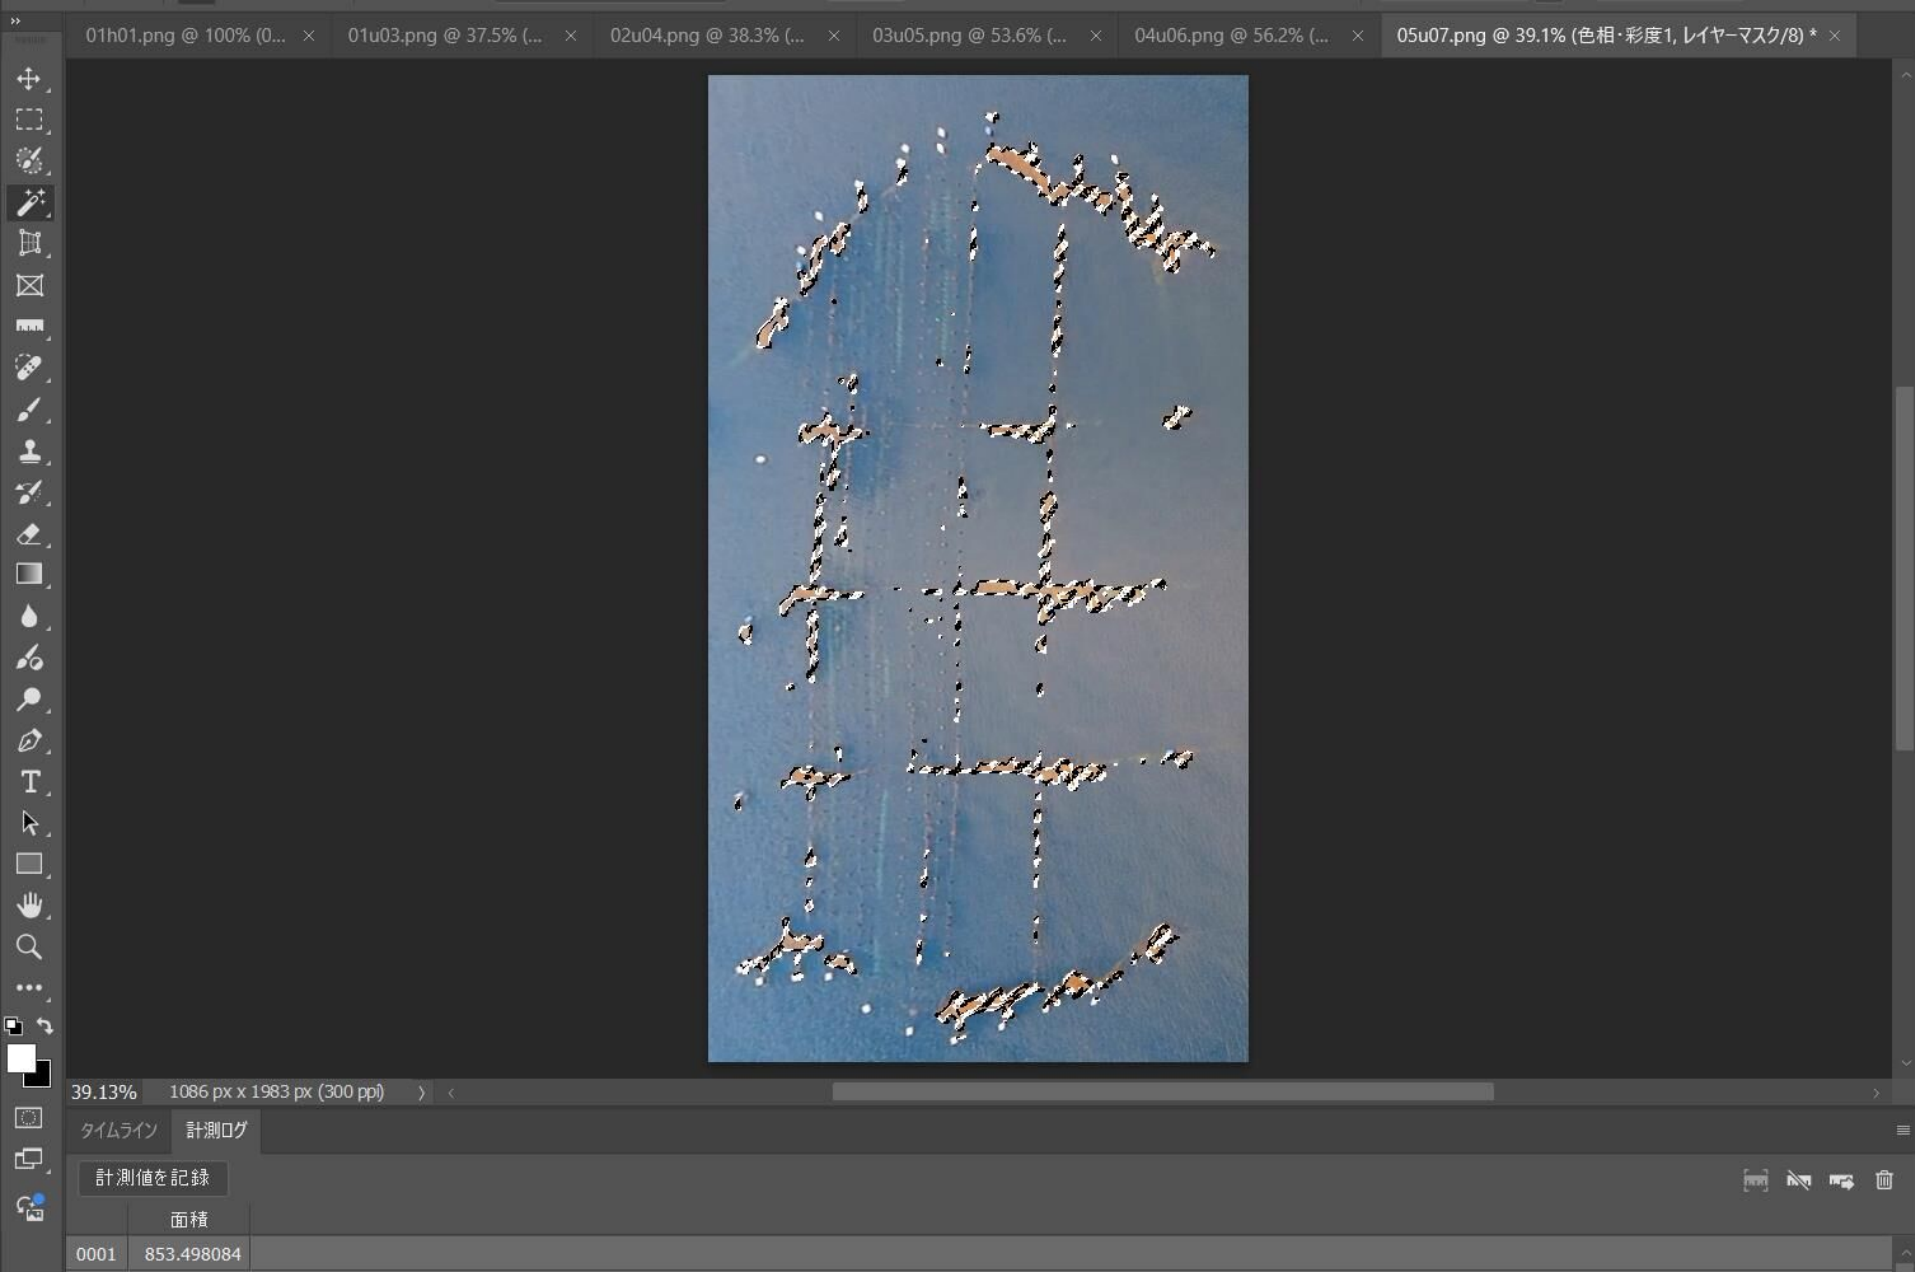 01h01.png @ 100% (0...
01u03.png @ 37.5% (...
02u04.png @ 38.3% (...
03u05.png @ 53.6% (...
04u06.png @ 56.2% (...
05u07.png @ 39.1% (色相・彩度1, レイヤーマスク/8) *
39.13%
1086 px x 1983 px (300 ppi)
タイムライン
計測ログ
計測値を記録
面積
0001
853.498084